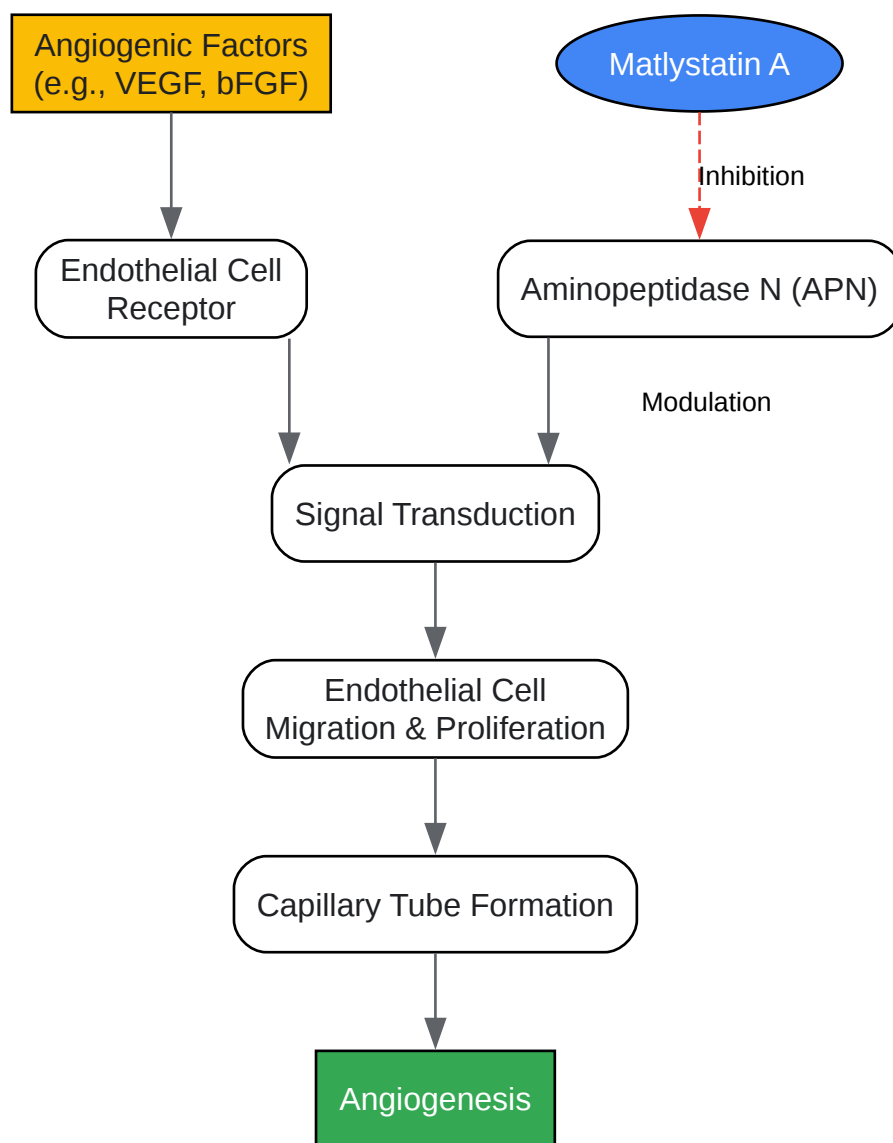 Angiogenic Factors
(e.g., VEGF, bFGF)
Matlystatin A
Inhibition
Endothelial Cell
Receptor
Aminopeptidase N (APN)
Modulation
Signal Transduction
Endothelial Cell
Migration & Proliferation
Capillary Tube Formation
Angiogenesis